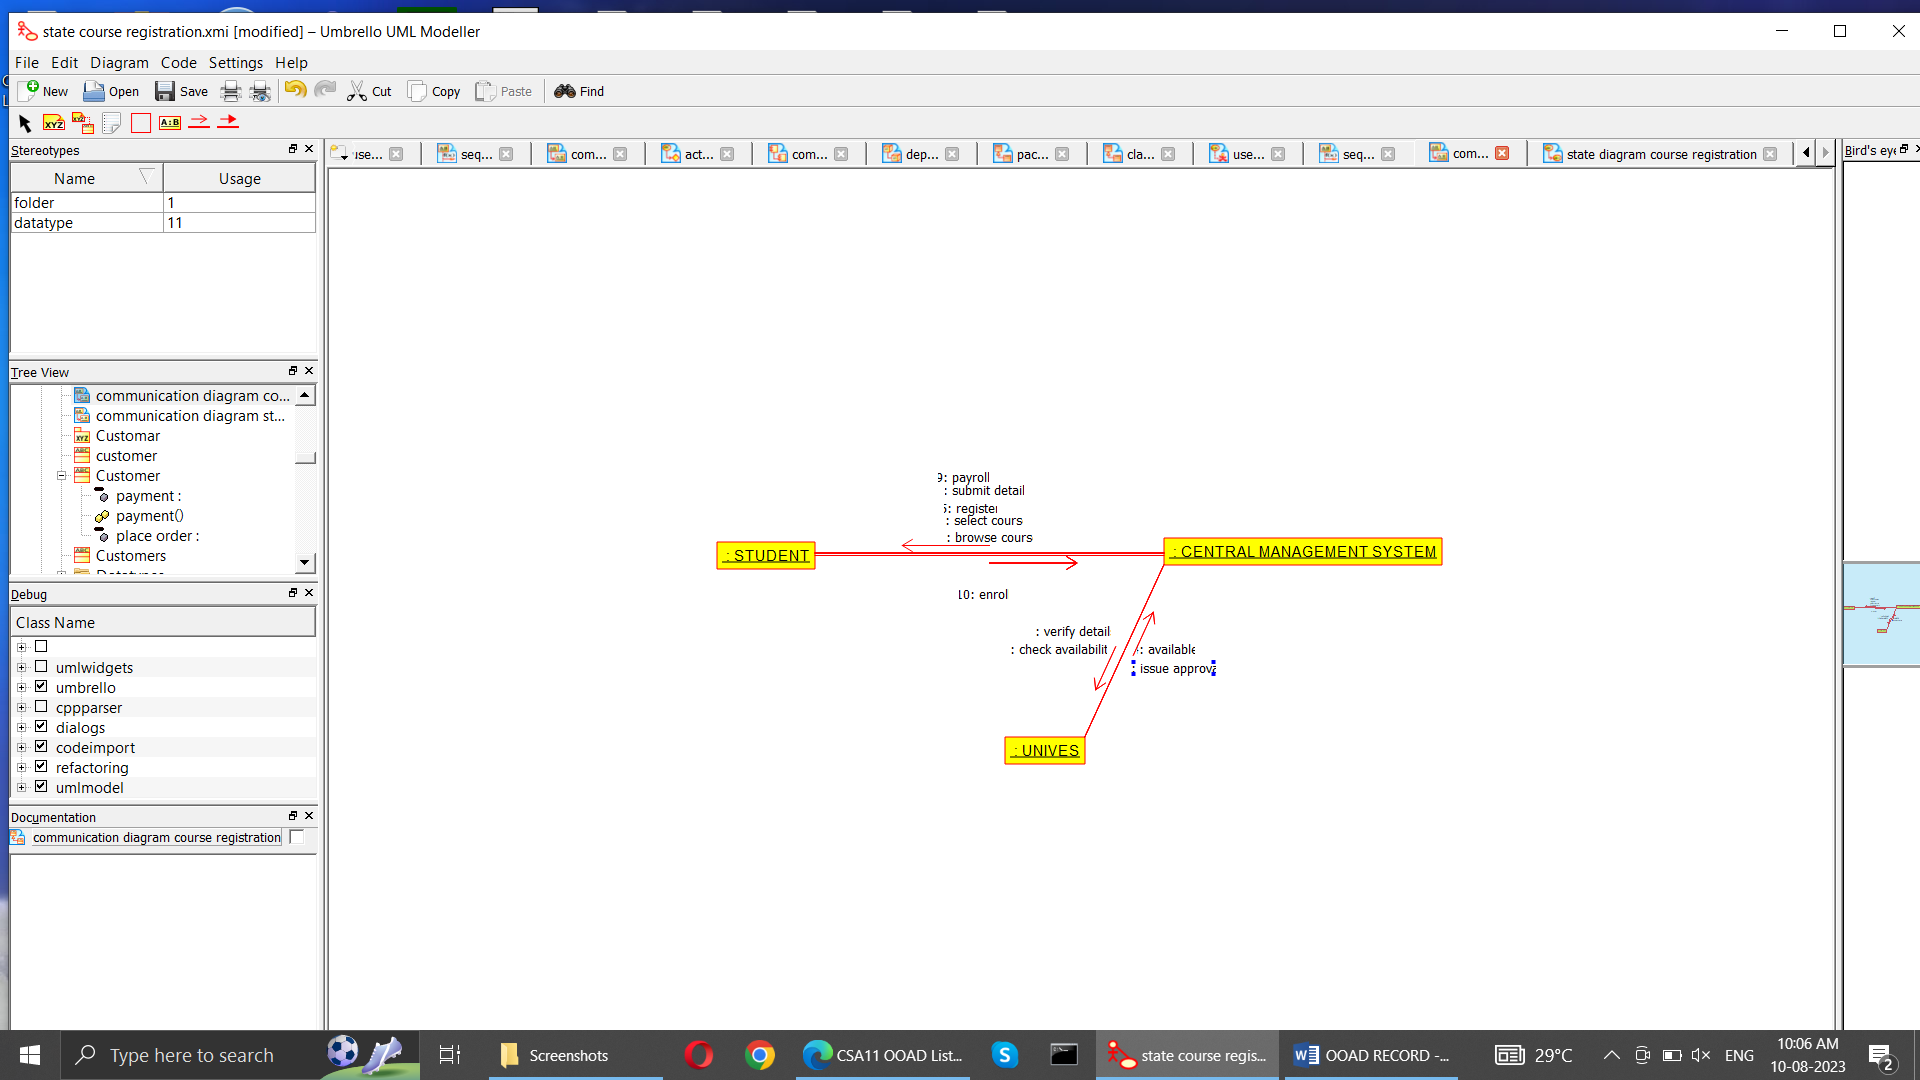 state course registration.xmi [modified] – Umbrello UML Modeller
File Edit Diagram Code Settings Help
New Open Save Cut Copy Paste Find
XYZ A:B
Stereotypes
Name Usage
folder 1
datatype 11
use... seq... com... act... com... dep... pac... cla... use... seq... com... state diagram course registration
Bird's eye
Tree View
communication diagram co...
communication diagram st...
Customar
customer
Customer
payment :
payment()
place order :
Customers
Debug
Class Name
umlwidgets
umbrello
cppparser
dialogs
codeimport
refactoring
umlmodel
Documentation
communication diagram course registration
9: payroll
: submit detail
5: register
: select cours
: browse cours
: STUDENT
: CENTRAL MANAGEMENT SYSTEM
10: enrol
: verify detail
: check availabilit
: available
: issue approva
: UNIVES
Type here to search
Screenshots
CSA11 OOAD List...
state course regis...
OOAD RECORD -...
29°C
ENG
10:06 AM
10-08-2023
2